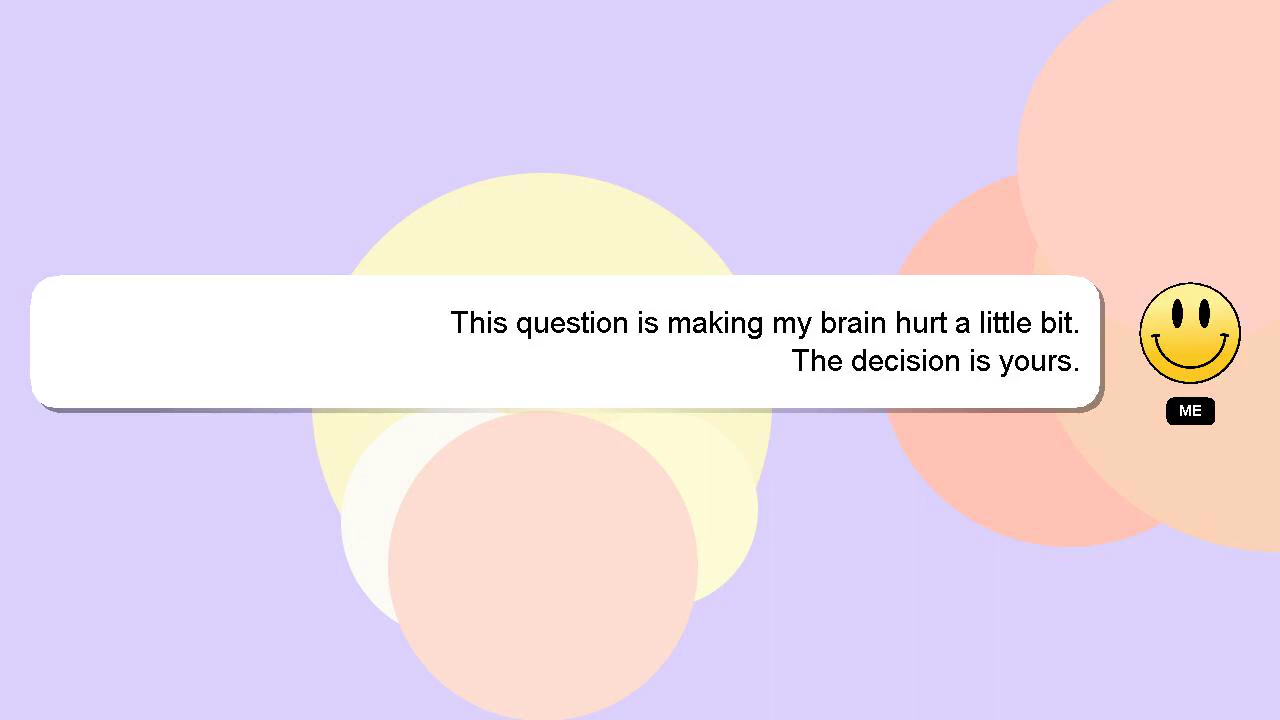 This question is making my brain hurt a little bit.
The decision is yours.
ME